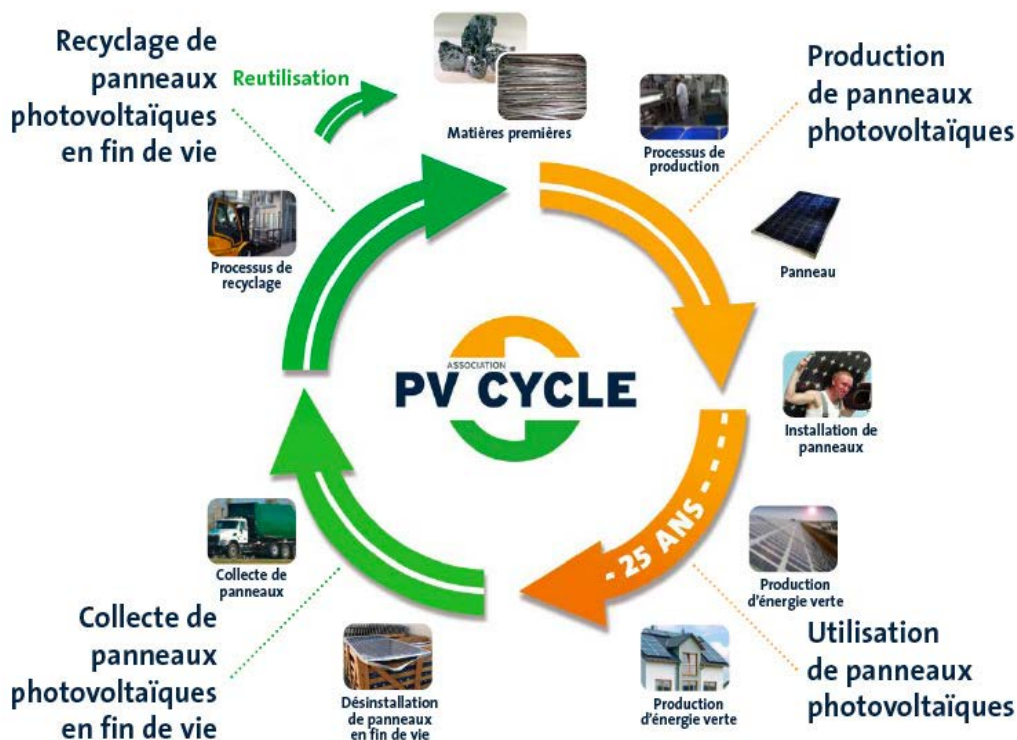 Recyclage de
panneaux
photovoltaïques
en fin de vie
Reutilisation
Matières premières
Processus de
production
Production
de panneaux
photovoltaïques
Panneau
Processus de
recyclage
ASSOCIATION
PV CYCLE
Installation de
panneaux
- 25 ANS - - - -
Collecte de
panneaux
Production
d'énergie verte
Collecte de
panneaux
photovoltaïques
en fin de vie
Désinstallation
de panneaux
en fin de vie
Production
d'énergie verte
Utilisation
de panneaux
photovoltaïques